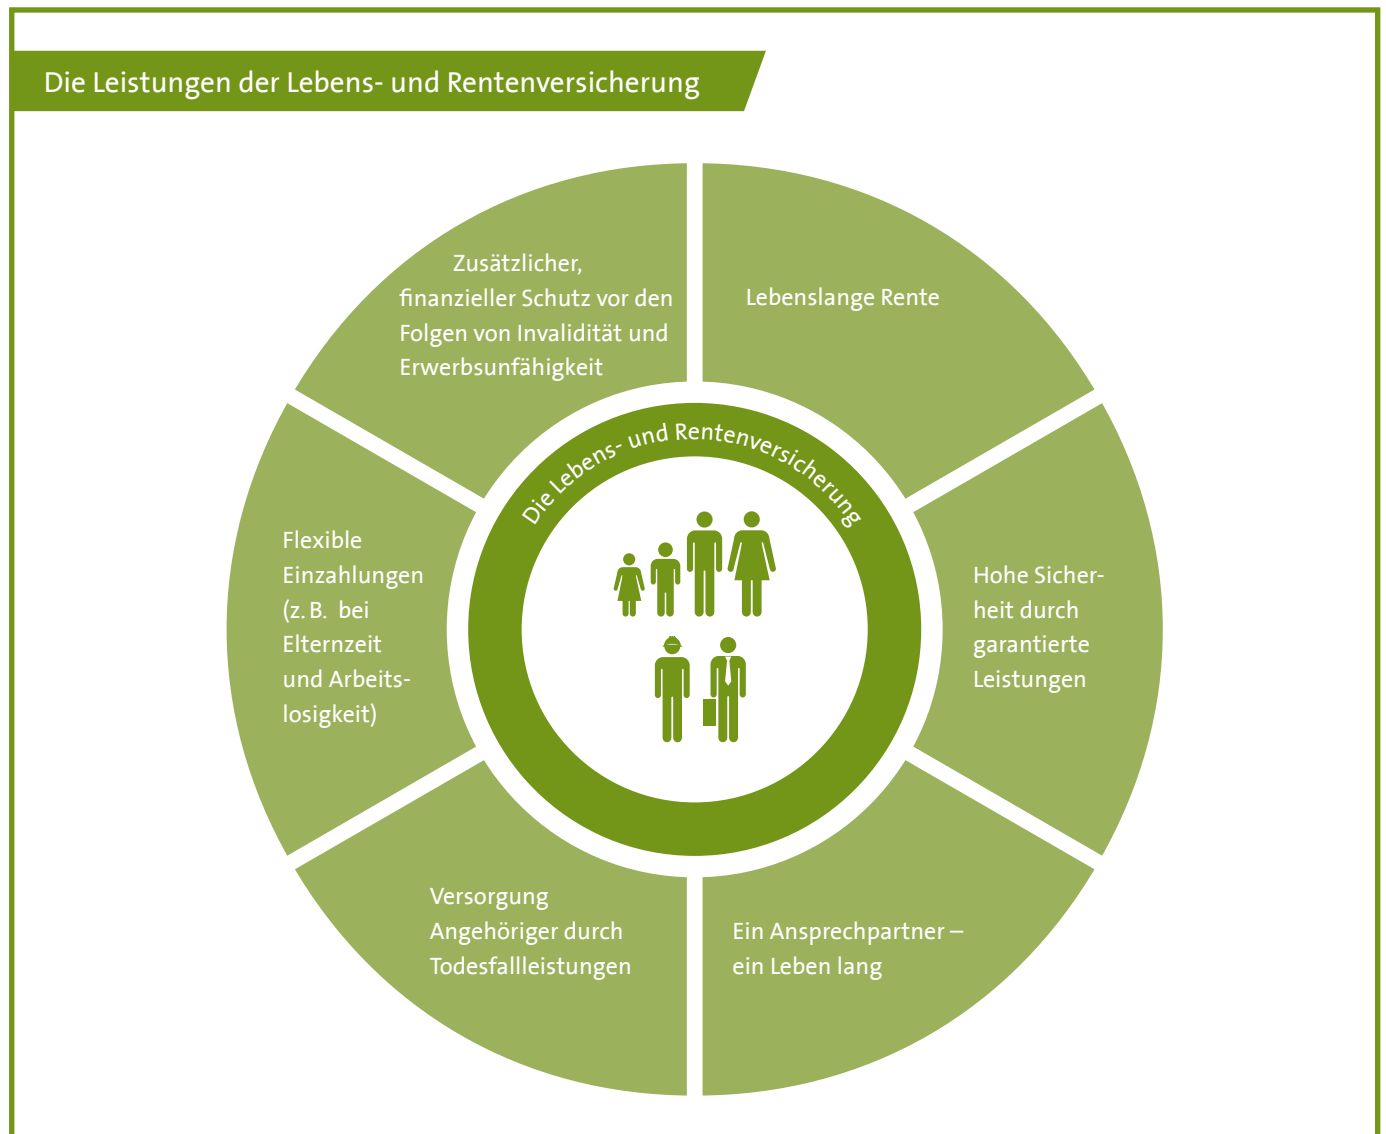 Die Leistungen der Lebens- und Rentenversicherung
Zusätzlicher,
finanzieller Schutz vor den
Folgen von Invalidität und
Erwerbsunfähigkeit
Lebenslange Rente
Die Lebens- und Rentenversicherung
Flexible
Einzahlungen
(z. B. bei
Elternzeit
und Arbeits-
losigkeit)
Hohe Sicher-
heit durch
garantierte
Leistungen
Versorgung
Angehöriger durch
Todesfallleistungen
Ein Ansprechpartner –
ein Leben lang